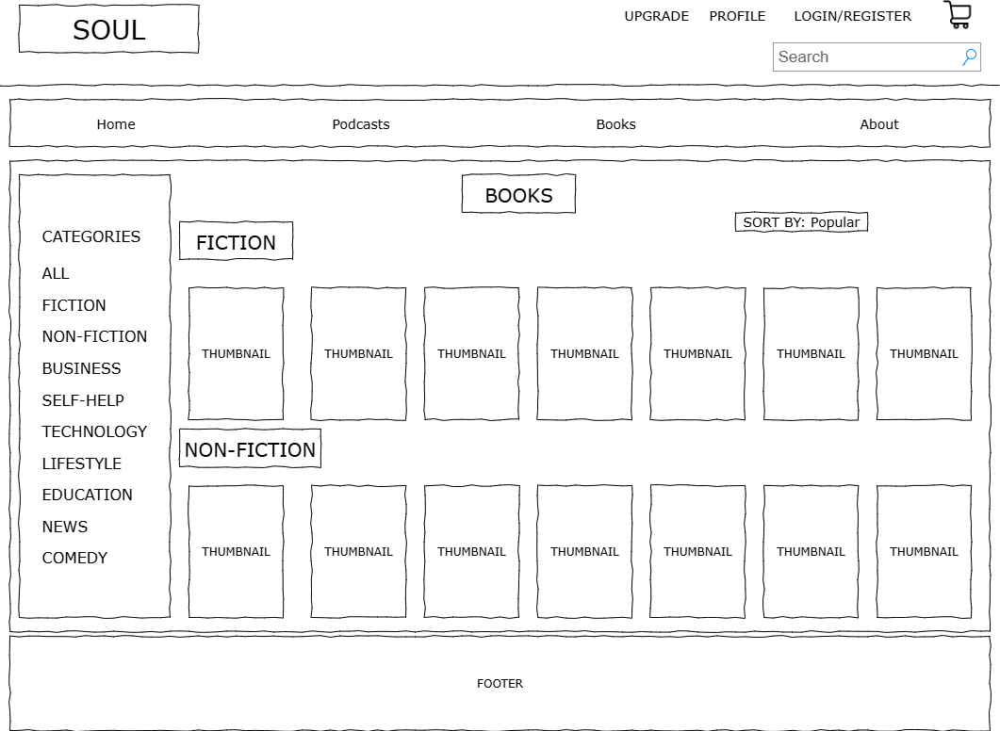 SOUL
UPGRADE PROFILE LOGIN/REGISTER
Search
Home Podcasts Books About
BOOKS
SORT BY: Popular
CATEGORIES
ALL
FICTION
NON-FICTION
BUSINESS
SELF-HELP
TECHNOLOGY
LIFESTYLE
EDUCATION
NEWS
COMEDY
FICTION
THUMBNAIL THUMBNAIL THUMBNAIL THUMBNAIL THUMBNAIL THUMBNAIL THUMBNAIL
NON-FICTION
THUMBNAIL THUMBNAIL THUMBNAIL THUMBNAIL THUMBNAIL THUMBNAIL THUMBNAIL
FOOTER